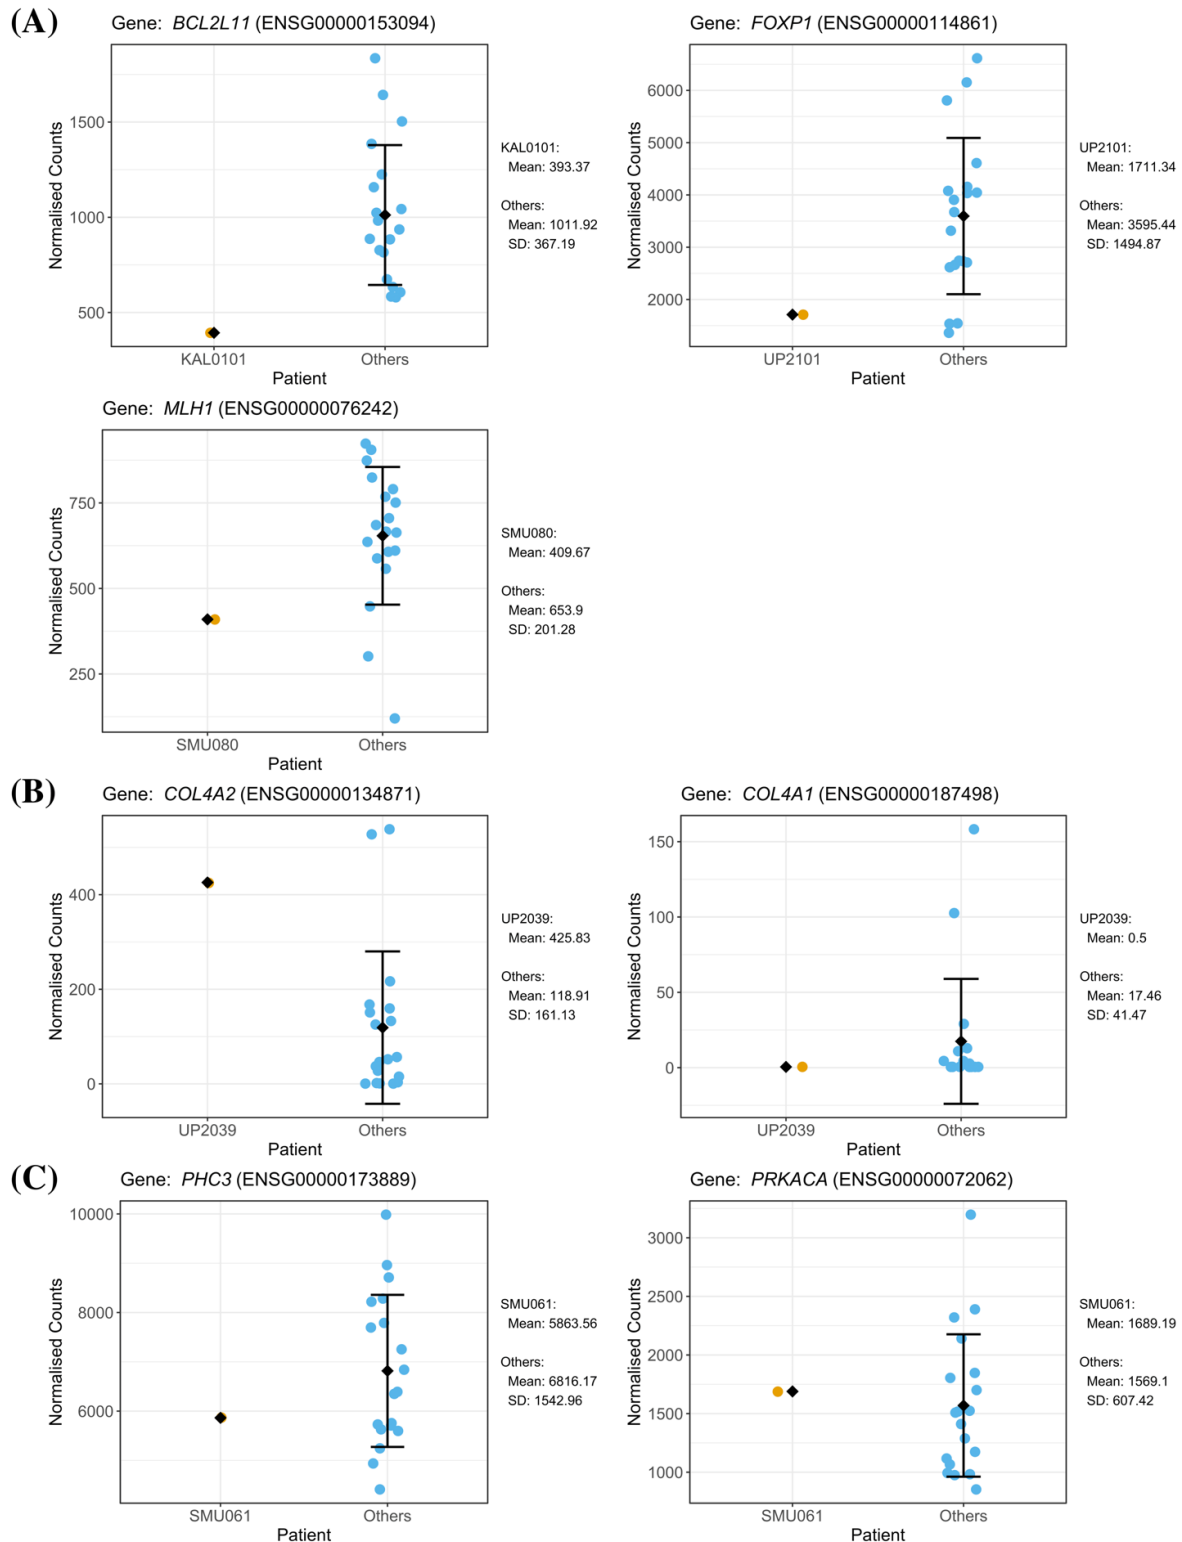 (A)
Gene: BCL2L11 (ENSG00000153094)
Normalised Counts
1500
1000
500
KAL0101
Others
Patient
KAL0101:
Mean: 393.37
Others:
Mean: 1011.92
SD: 367.19
Gene: FOXP1 (ENSG00000114861)
Normalised Counts
6000
5000
4000
3000
2000
UP2101
Others
Patient
UP2101:
Mean: 1711.34
Others:
Mean: 3595.44
SD: 1494.87
Gene: MLH1 (ENSG00000076242)
Normalised Counts
750
500
250
SMU080
Others
Patient
SMU080:
Mean: 409.67
Others:
Mean: 653.9
SD: 201.28
(B)
Gene: COL4A2 (ENSG00000134871)
Normalised Counts
400
200
0
UP2039
Others
Patient
UP2039:
Mean: 425.83
Others:
Mean: 118.91
SD: 161.13
Gene: COL4A1 (ENSG00000187498)
Normalised Counts
150
100
50
0
UP2039
Others
Patient
UP2039:
Mean: 0.5
Others:
Mean: 17.46
SD: 41.47
(C)
Gene: PHC3 (ENSG00000173889)
Normalised Counts
10000
8000
6000
SMU061
Others
Patient
SMU061:
Mean: 5863.56
Others:
Mean: 6816.17
SD: 1542.96
Gene: PRKACA (ENSG00000072062)
Normalised Counts
3000
2500
2000
1500
1000
SMU061
Others
Patient
SMU061:
Mean: 1689.19
Others:
Mean: 1569.1
SD: 607.42